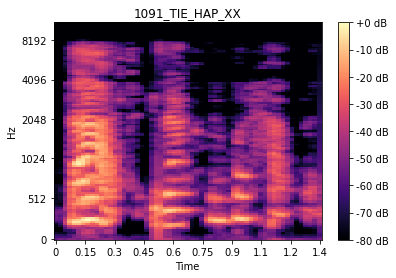 1091_TIE_HAP_XX
Hz
8192
4096
2048
1024
512
0
0 0.15 0.3 0.45 0.6 0.75 0.9 1.1 1.2 1.4
Time
+0 dB
-10 dB
-20 dB
-30 dB
-40 dB
-50 dB
-60 dB
-70 dB
-80 dB